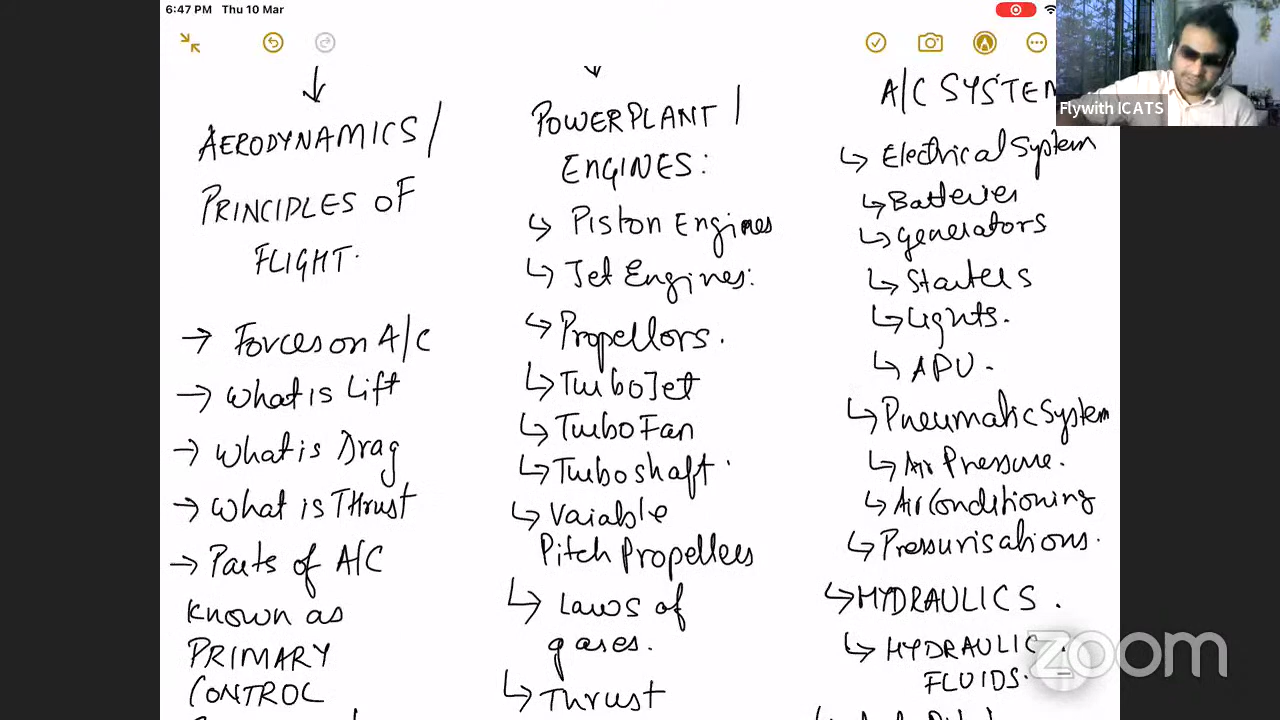 6:47 PM Thu 10 Mar
Flywith ICATS
AERODYNAMICS/
PRINCIPLES OF
FLIGHT.
→ Forces on A/C
→ What is Lift
→ What is Drag
→ What is Thrust
→ Parts of A/C
known as
PRIMARY
CONTROL
POWERPLANT /
ENGINES:
↳ Piston Engines
↳ Jet Engines:
↳ Propellors.
↳ TurboJet
↳ TurboFan
↳ Turboshaft
↳ Vaiable
Pitch Propellers
↳ Laws of
gases.
↳ Thrust
A/C SYSTEM
↳ Electrical System
↳ Batteries
↳ Generators
↳ Starters
↳ Lights.
↳ APU.
↳ Pneumatic System
↳ Air Pressure.
↳ Air Conditioning
↳ Pressurisations.
↳ HYDRAULICS.
↳ HYDRAULIC
FLUIDS.
zoom